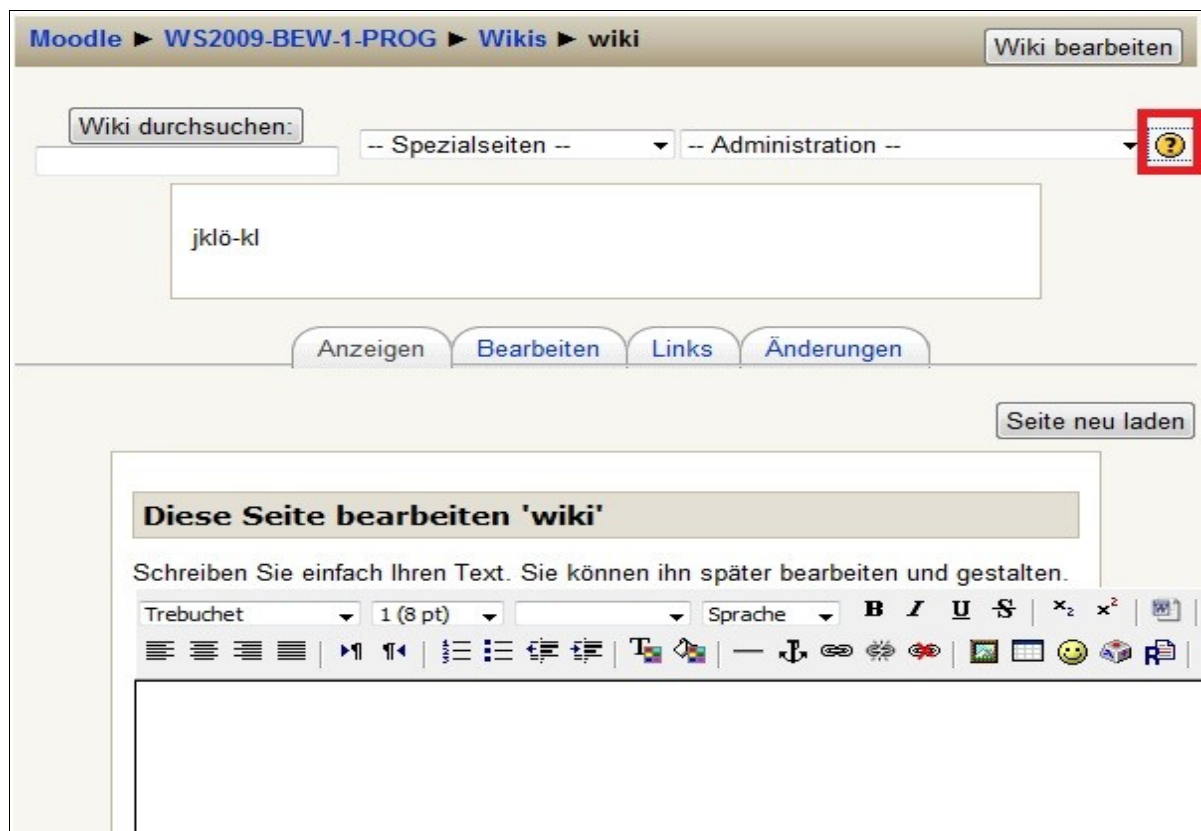 Moodle ► WS2009-BEW-1-PROG ► Wikis ► wiki
Wiki bearbeiten
Wiki durchsuchen:
-- Spezialseiten --
-- Administration --
jklö-kl
Anzeigen Bearbeiten Links Änderungen
Seite neu laden
Diese Seite bearbeiten 'wiki'
Schreiben Sie einfach Ihren Text. Sie können ihn später bearbeiten und gestalten.
Trebuchet 1 (8 pt) Sprache B I U S x₂ x²